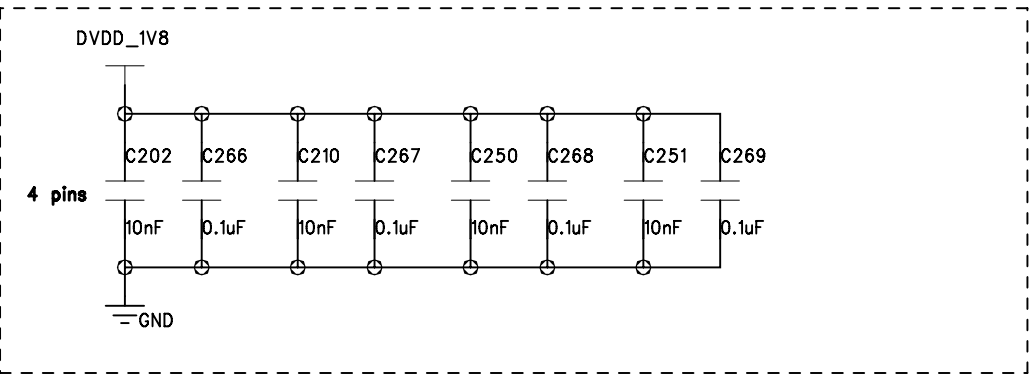 DVDD_1V8
C202 C266 C210 C267 C250 C268 C251 C269
4 pins
10nF 0.1uF 10nF 0.1uF 10nF 0.1uF 10nF 0.1uF
GND